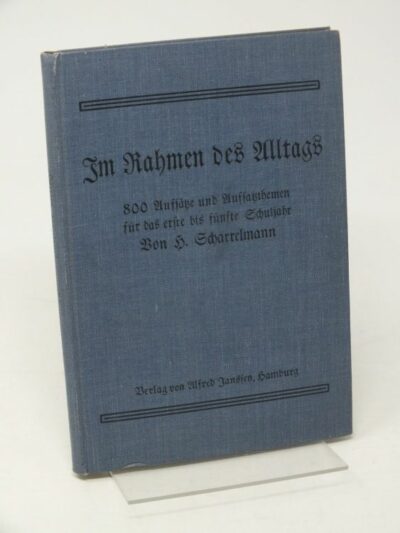 Im Rahmen des Alltags
800 Aufsätze und Aufsatzthemen
für das erste bis fünfte Schuljahr
Von H. Scharrelmann
Verlag von Alfred Janssen, Hamburg